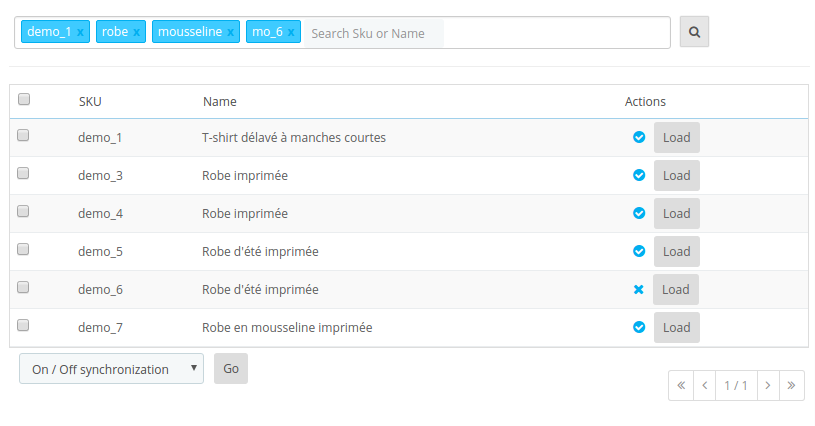 demo_1 x robe x mousseline x mo_6 x Search Sku or Name
SKU Name Actions
demo_1 T-shirt délavé à manches courtes Load
demo_3 Robe imprimée Load
demo_4 Robe imprimée Load
demo_5 Robe d'été imprimée Load
demo_6 Robe d'été imprimée Load
demo_7 Robe en mousseline imprimée Load
On / Off synchronization Go
« ‹ 1 / 1 › »